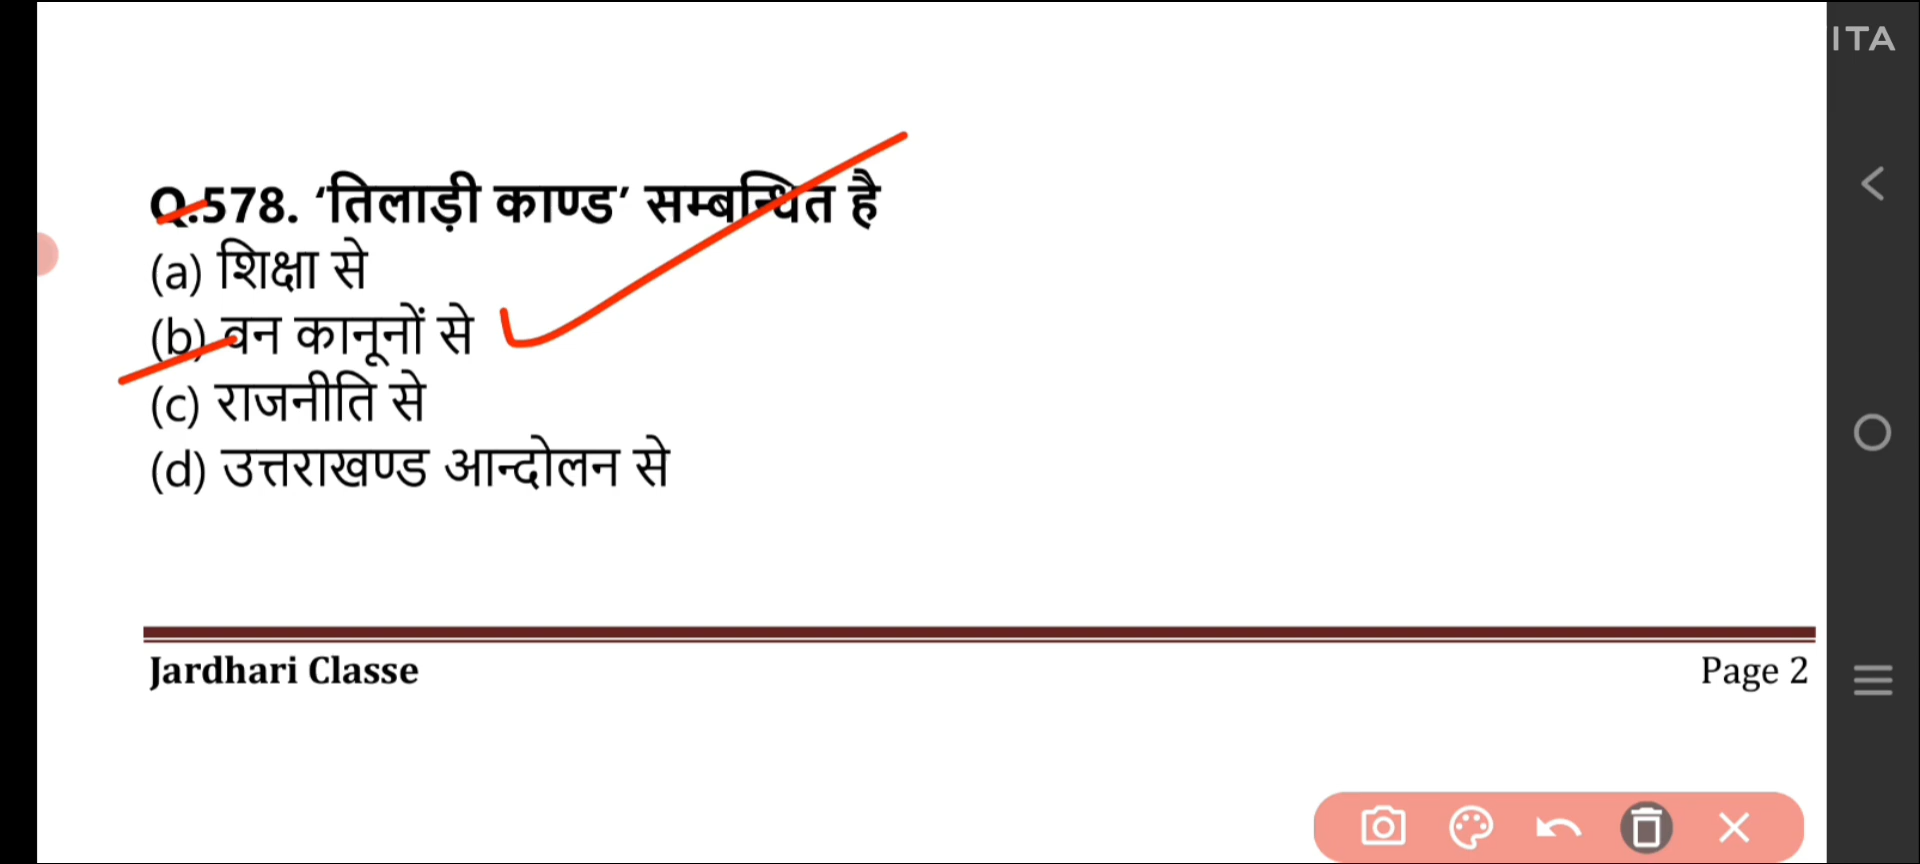 ITA
Q.578. ‘तिलाड़ी काण्ड’ सम्बन्धित है
(a) शिक्षा से
(b) वन कानूनों से
(c) राजनीति से
(d) उत्तराखण्ड आन्दोलन से
Jardhari Classe
Page 2